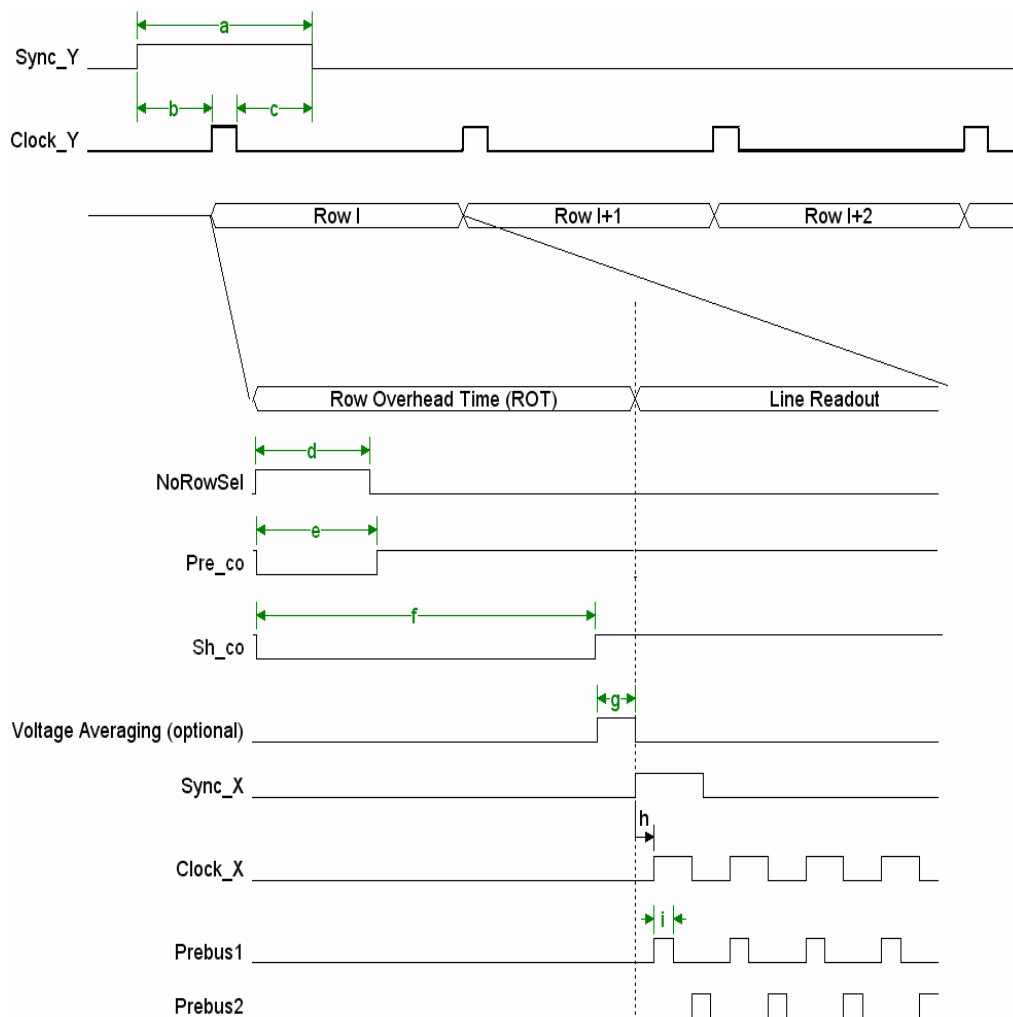 a
Sync_Y
b c
Clock_Y
Row I Row I+1 Row I+2
Row Overhead Time (ROT) Line Readout
d
NoRowSel
e
Pre_co
f
Sh_co
g
Voltage Averaging (optional)
Sync_X
h
Clock_X
i
Prebus1
Prebus2